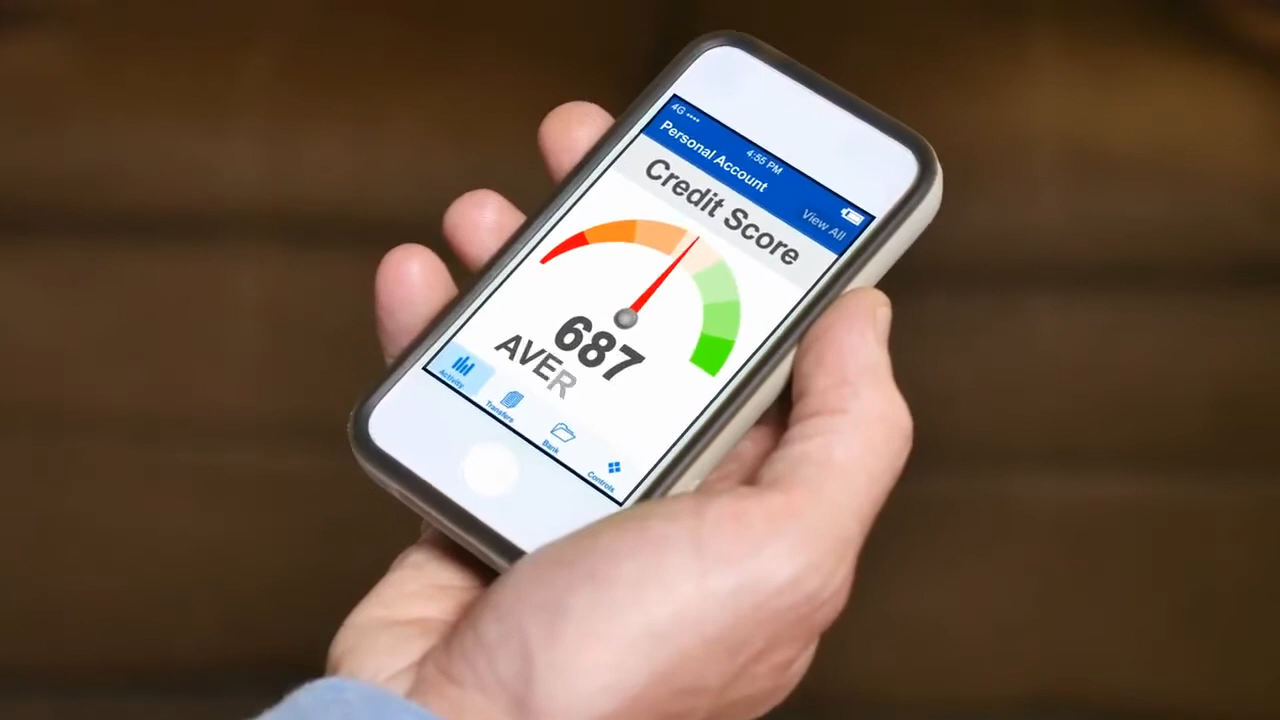 4G
4:55 PM
Personal Account
View All
Credit Score
687
AVER
Activity
Transfers
Bank
Controls